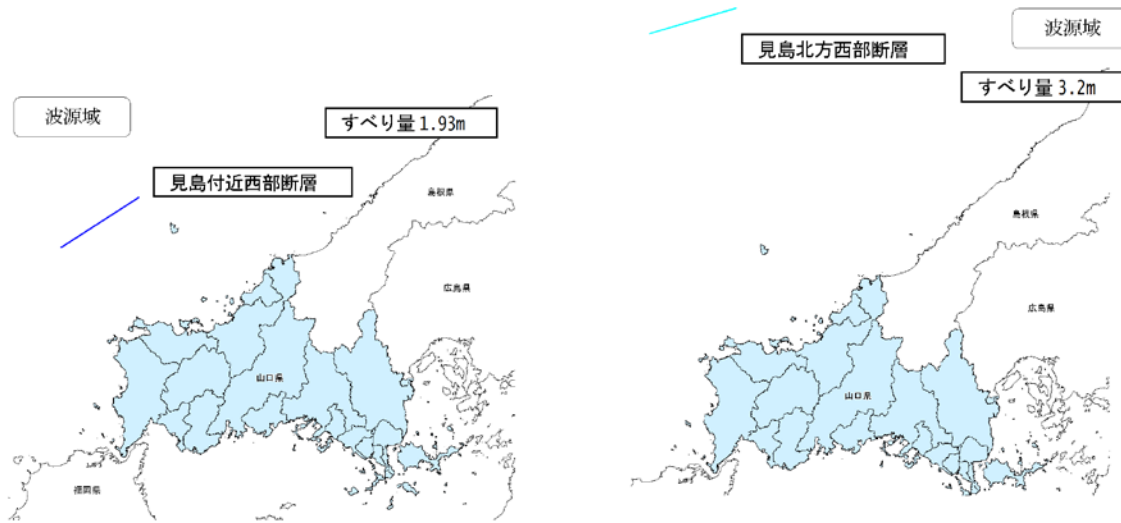 波源域
すべり量 1.93m
見島付近西部断層
島根県
広島県
山口県
福岡県
波源域
見島北方西部断層
すべり量 3.2m
島根県
広島県
山口県